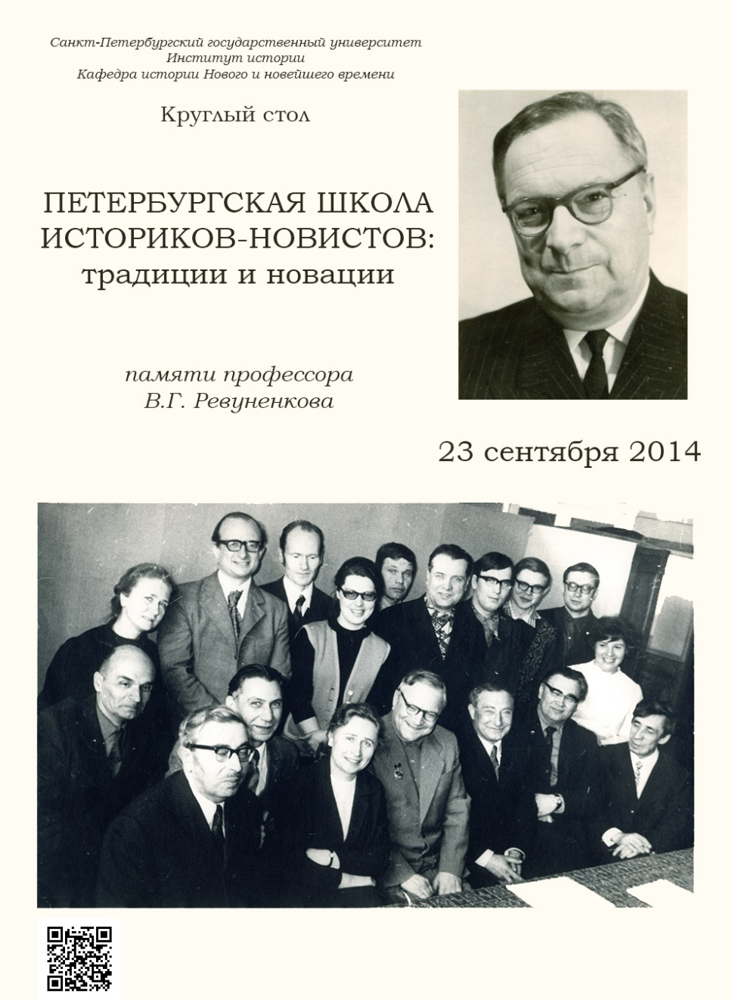 Санкт-Петербургский государственный университет
Институт истории
Кафедра истории Нового и новейшего времени
Круглый стол
ПЕТЕРБУРГСКАЯ ШКОЛА
ИСТОРИКОВ-НОВИСТОВ:
традиции и новации
памяти профессора
В.Г. Ревуненкова
23 сентября 2014